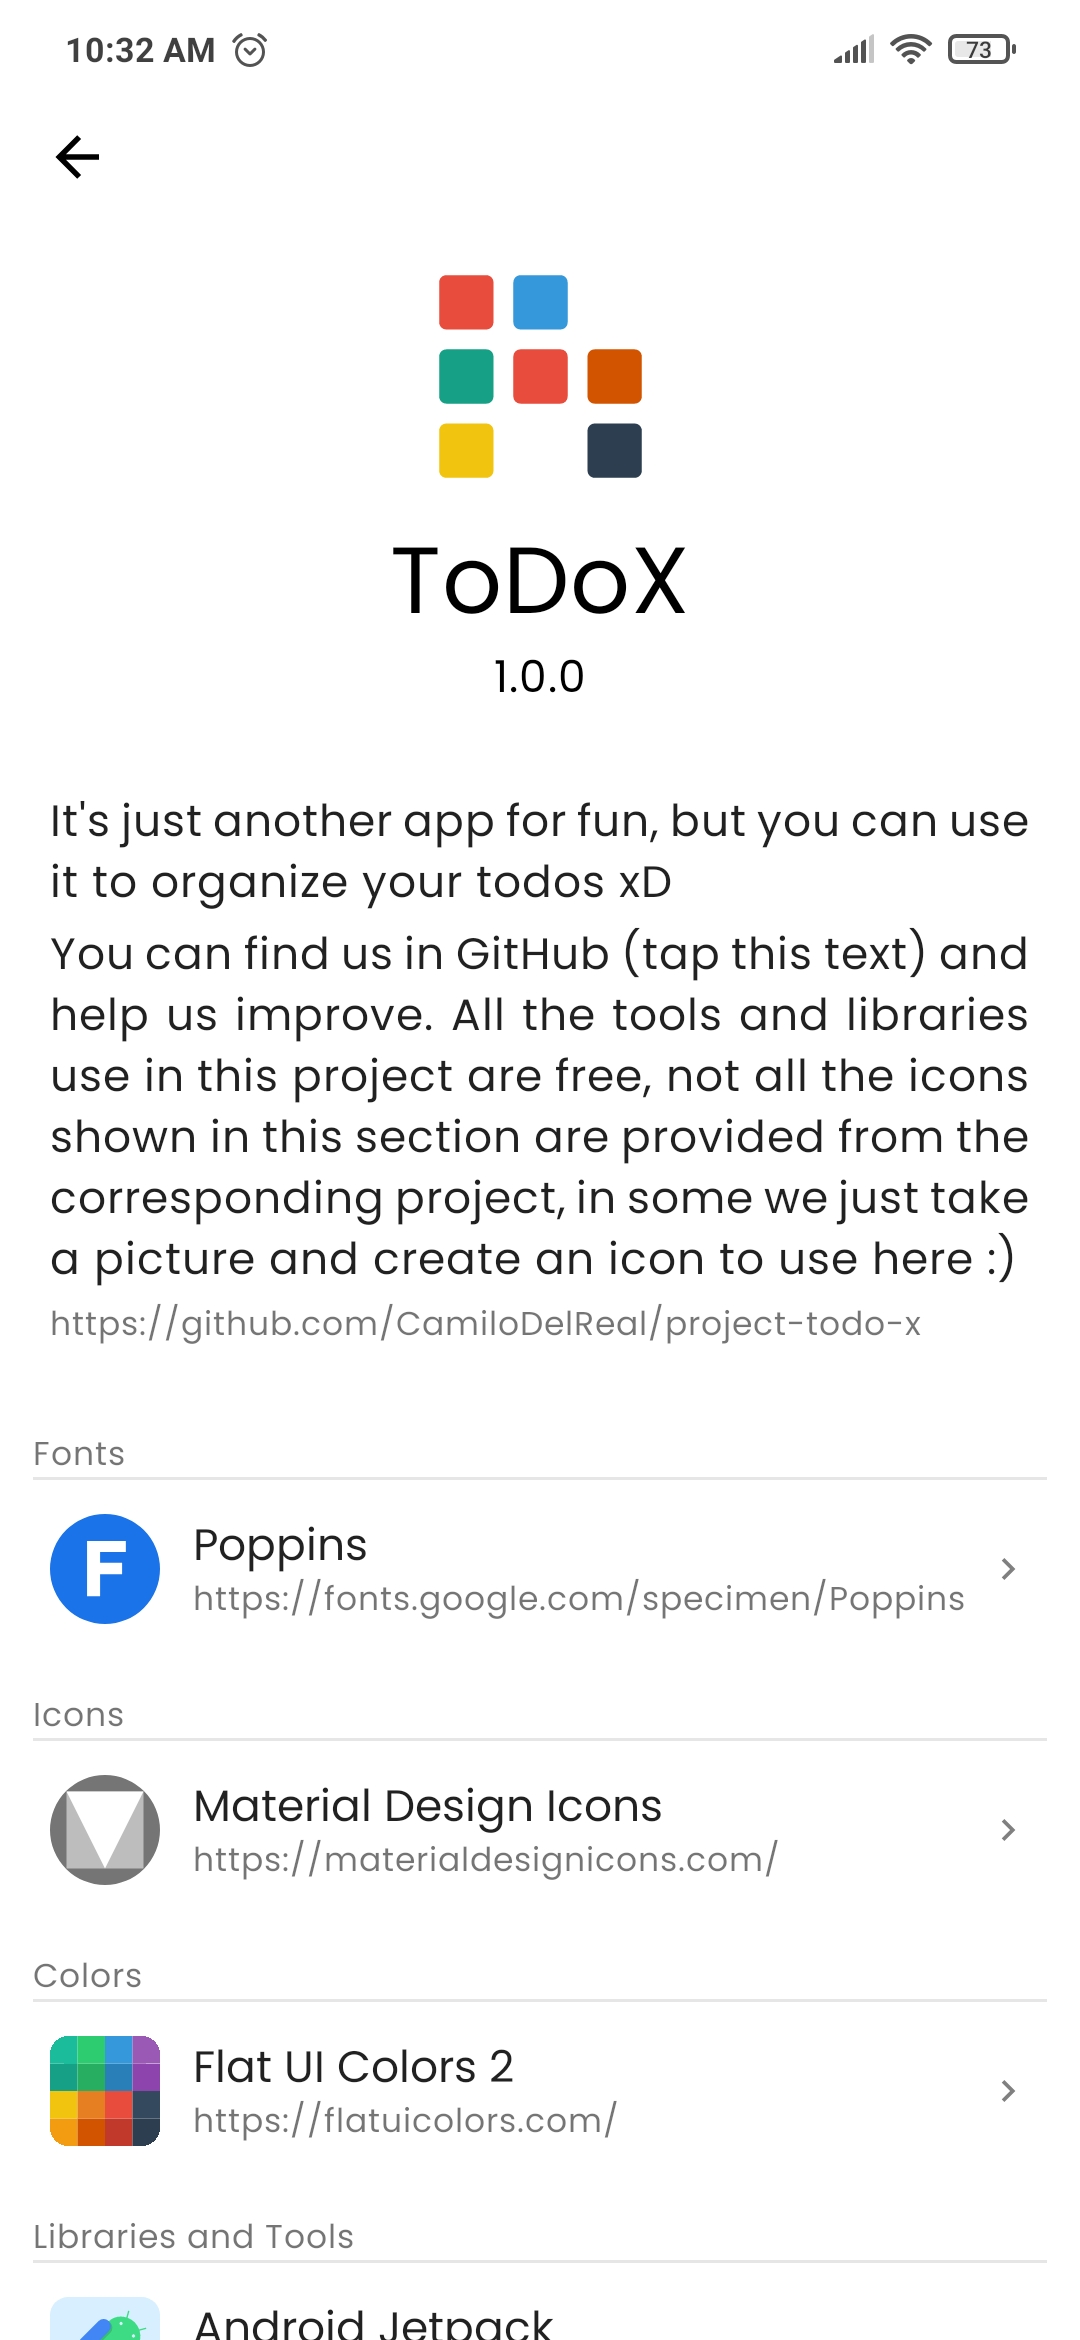 10:32 AM
73
ToDoX
1.0.0
It's just another app for fun, but you can use
it to organize your todos xD
You can find us in GitHub (tap this text) and
help us improve. All the tools and libraries
use in this project are free, not all the icons
shown in this section are provided from the
corresponding project, in some we just take
a picture and create an icon to use here :)
https://github.com/CamiloDelReal/project-todo-x
Fonts
F
Poppins
https://fonts.google.com/specimen/Poppins
Icons
Material Design Icons
https://materialdesignicons.com/
Colors
Flat UI Colors 2
https://flatuicolors.com/
Libraries and Tools
Android Jetpack